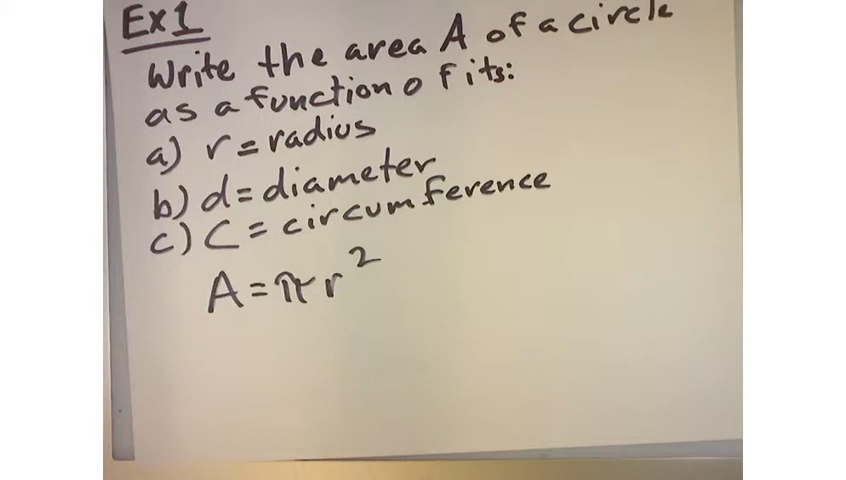 Ex1
Write the area A of a circle
as a function of its:
a) r = radius
b) d = diameter
c) C = circumference
A = πr²